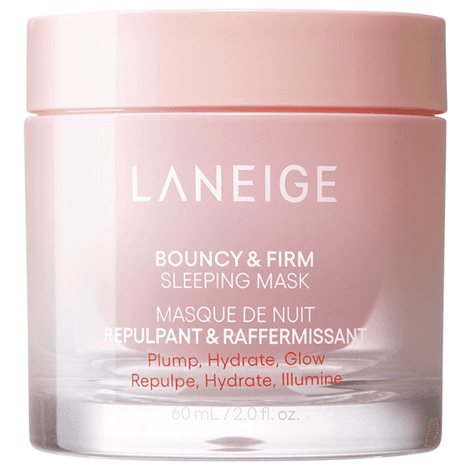 LANEIGE
BOUNCY & FIRM
SLEEPING MASK
MASQUE DE NUIT
REPULPANT & RAFFERMISSANT
Plump, Hydrate, Glow
Repulpe, Hydrate, Illumine
60 mL / 2.0 fl. oz.